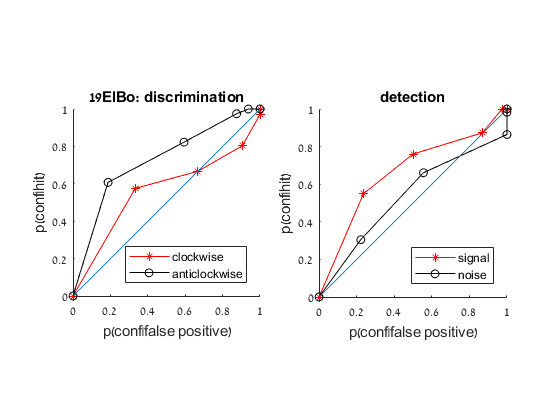 19ElBo: discrimination
1
0.8
0.6
0.4
0.2
0
p(conf|hit)
0
0.2
0.4
0.6
0.8
1
p(conf|false positive)
clockwise
anticlockwise
detection
1
0.8
0.6
0.4
0.2
0
p(conf|hit)
0
0.2
0.4
0.6
0.8
1
p(conf|false positive)
signal
noise